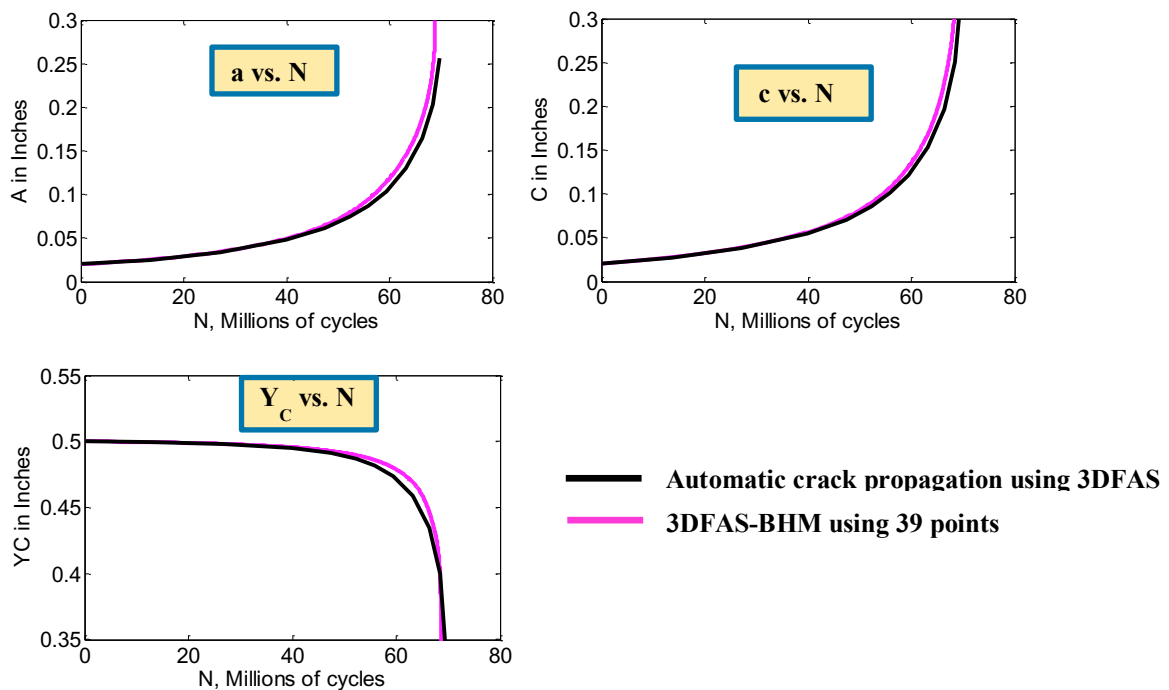 0.3
0.25
0.2
0.15
0.1
0.05
0
A in Inches
a vs. N
0 20 40 60 80
N, Millions of cycles
0.3
0.25
0.2
0.15
0.1
0.05
0
C in Inches
c vs. N
0 20 40 60 80
N, Millions of cycles
0.55
0.5
0.45
0.4
0.35
YC in Inches
Y_C vs. N
0 20 40 60 80
N, Millions of cycles
Automatic crack propagation using 3DFAS
3DFAS-BHM using 39 points